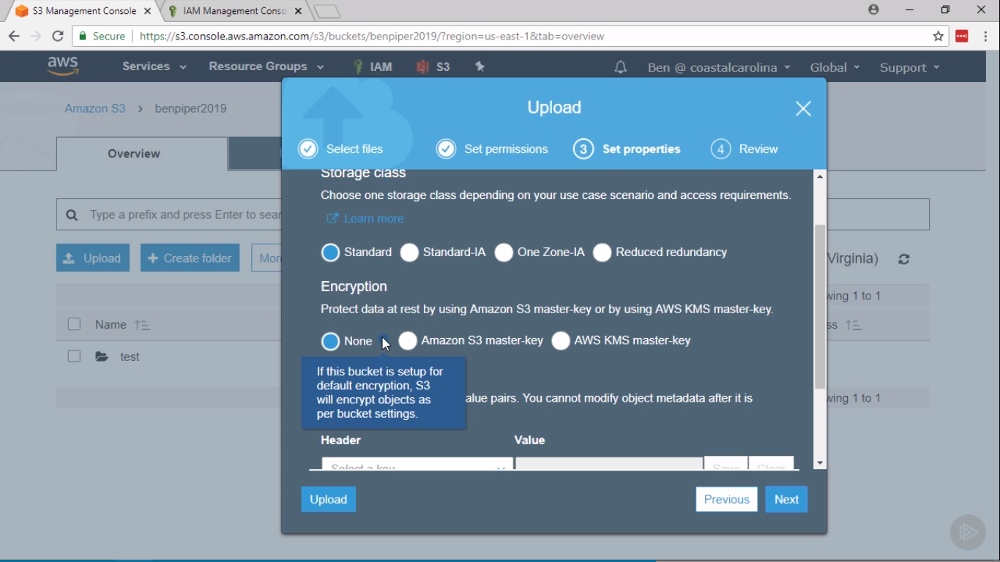 S3 Management Console
IAM Management Conso
Secure https://s3.console.aws.amazon.com/s3/buckets/benpiper2019/?region=us-east-1&tab=overview
aws Services Resource Groups IAM S3 Ben @ coastalcarolina Global Support
Amazon S3 > benpiper2019
Upload
Select files Set permissions 3 Set properties 4 Review
Overview
Storage class
Choose one storage class depending on your use case scenario and access requirements.
Learn more
Type a prefix and press Enter to sear
Standard Standard-IA One Zone-IA Reduced redundancy
Upload + Create folder More Virginia)
Encryption
Protect data at rest by using Amazon S3 master-key or by using AWS KMS master-key.
wing 1 to 1
Name ss
None Amazon S3 master-key AWS KMS master-key
test
If this bucket is setup for
default encryption, S3
will encrypt objects as
per bucket settings.
alue pairs. You cannot modify object metadata after it is
wing 1 to 1
Header Value
Select a key Save Clear
Upload Previous Next